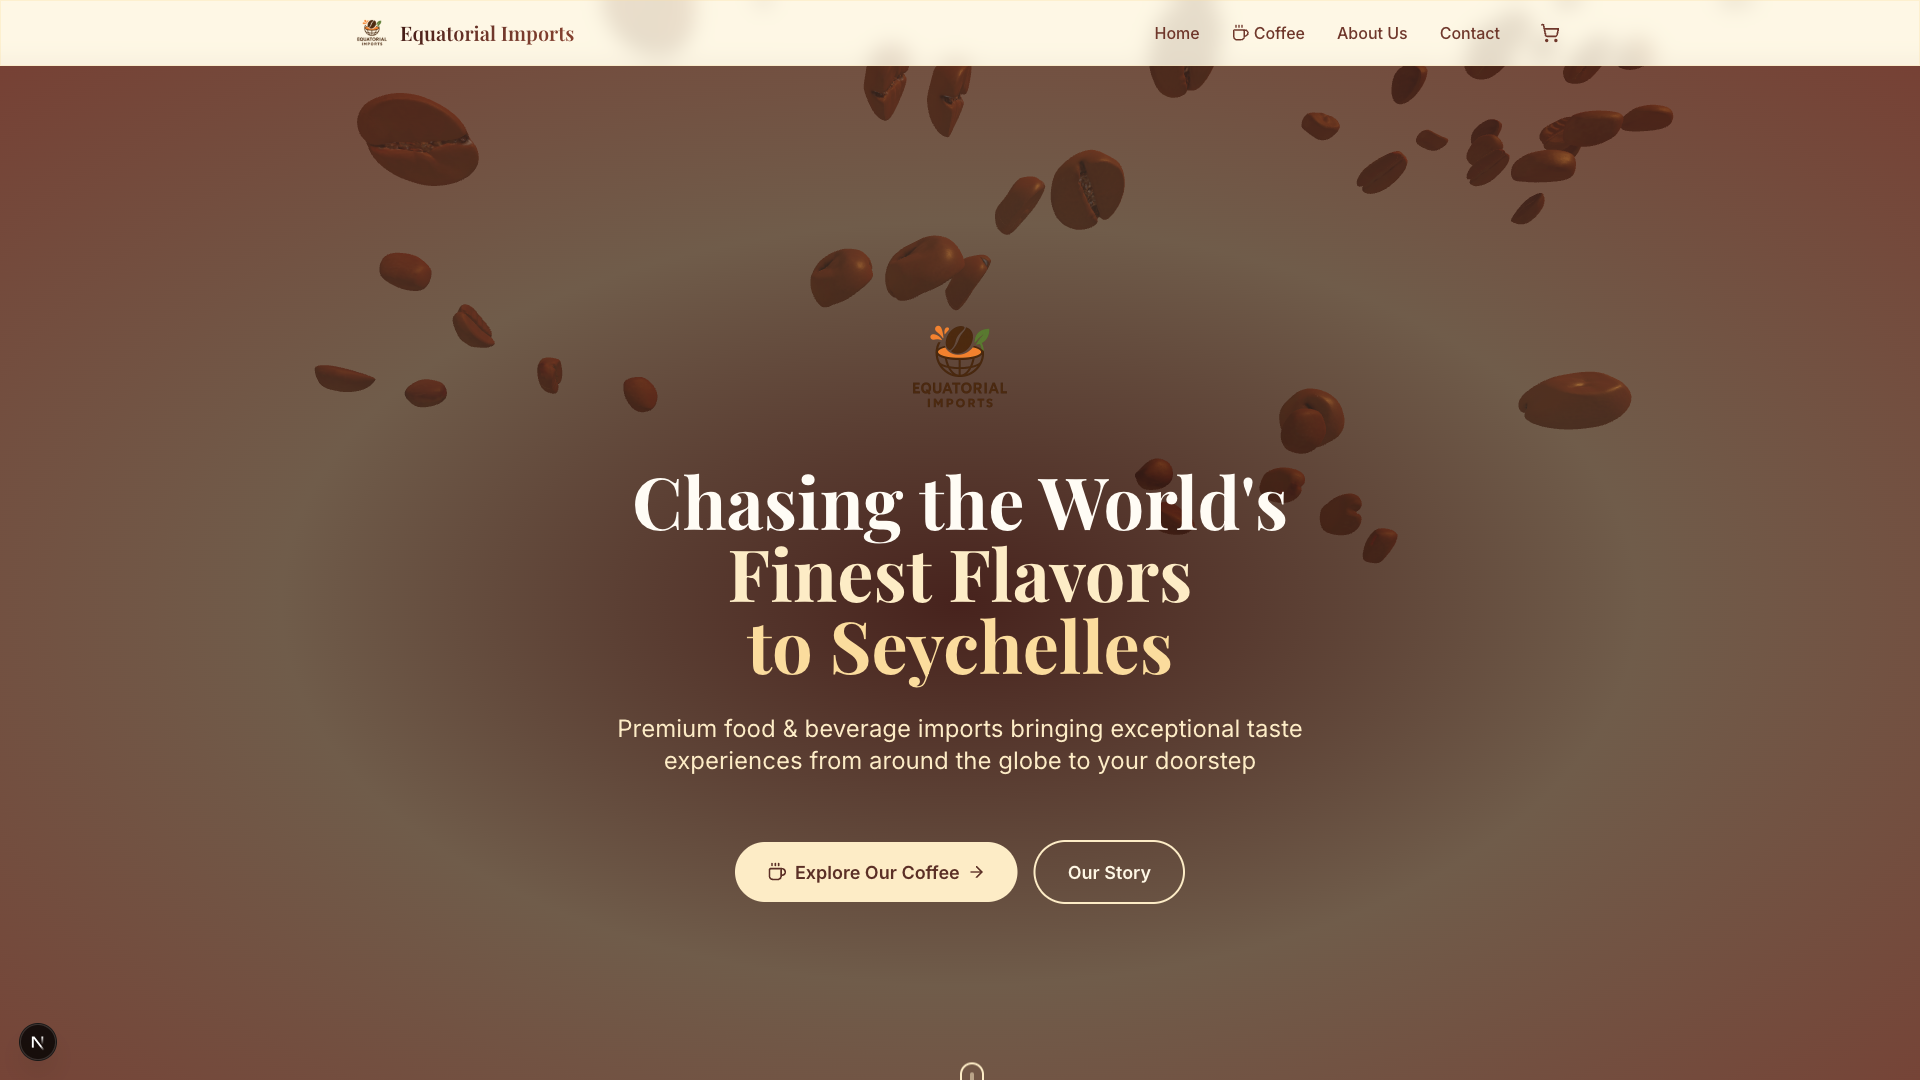 EQUATORIAL
IMPORTS
Equatorial Imports
Home
Coffee
About Us
Contact
EQUATORIAL
IMPORTS
Chasing the World's
Finest Flavors
to Seychelles
Premium food & beverage imports bringing exceptional taste
experiences from around the globe to your doorstep
Explore Our Coffee →
Our Story
N